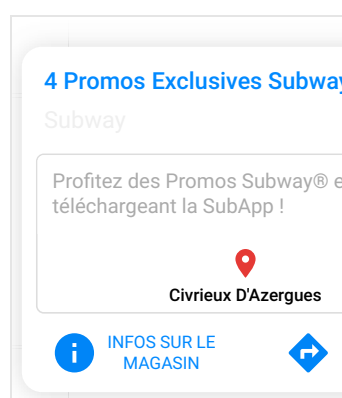 4 Promos Exclusives Subway
Subway
Profitez des Promos Subway® e
téléchargeant la SubApp !
Civrieux D'Azergues
INFOS SUR LE
MAGASIN